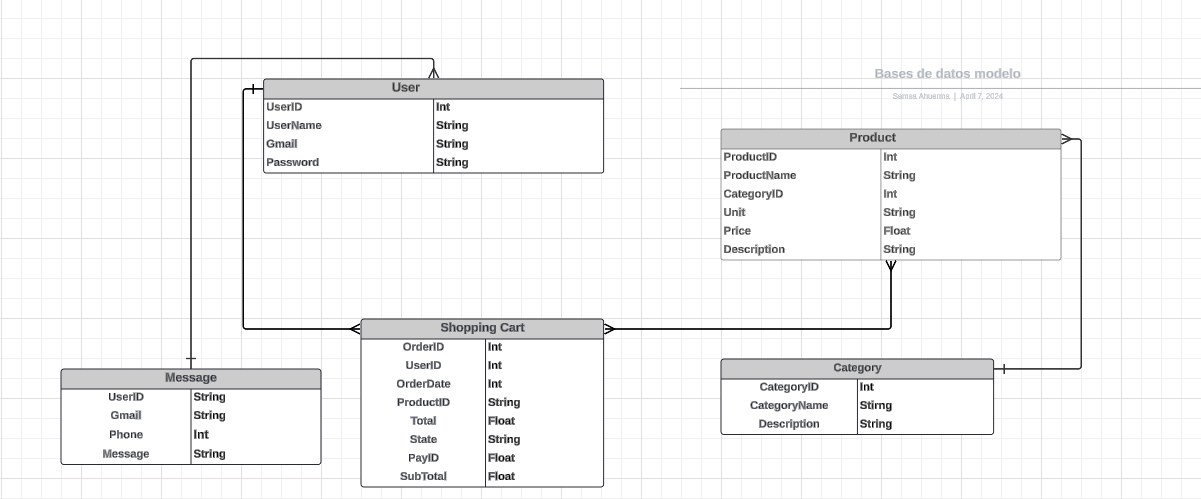 Bases de datos modelo
Samea Ahuema | April 7, 2024
User
UserID Int
UserName String
Gmail String
Password String
Product
ProductID Int
ProductName String
CategoryID Int
Unit String
Price Float
Description String
Shopping Cart
OrderID Int
UserID Int
OrderDate Int
ProductID String
Total Float
State String
PayID Float
SubTotal Float
Message
UserID String
Gmail String
Phone Int
Message String
Category
CategoryID Int
CategoryName Stirng
Description String